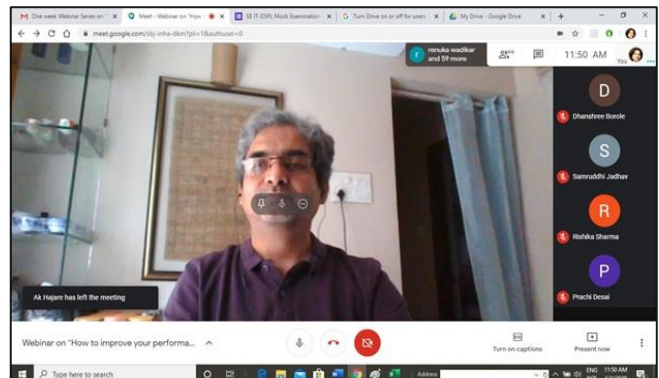 One week Webinar Series on "
Meet - Webinar on "How
SE IT-DSPL Mock Examination
Turn Drive on or off for users
My Drive - Google Drive
renuka wadikar
and 59 more
11:50 AM
You
D
Dhanshree Borole
S
Samruddhi Jadhav
R
Rishika Sharma
P
Prachi Desai
Ak Hajare has left the meeting
Webinar on "How to improve your performa...
Turn on captions
Present now
Type here to search
Address
ENG
11:50 AM